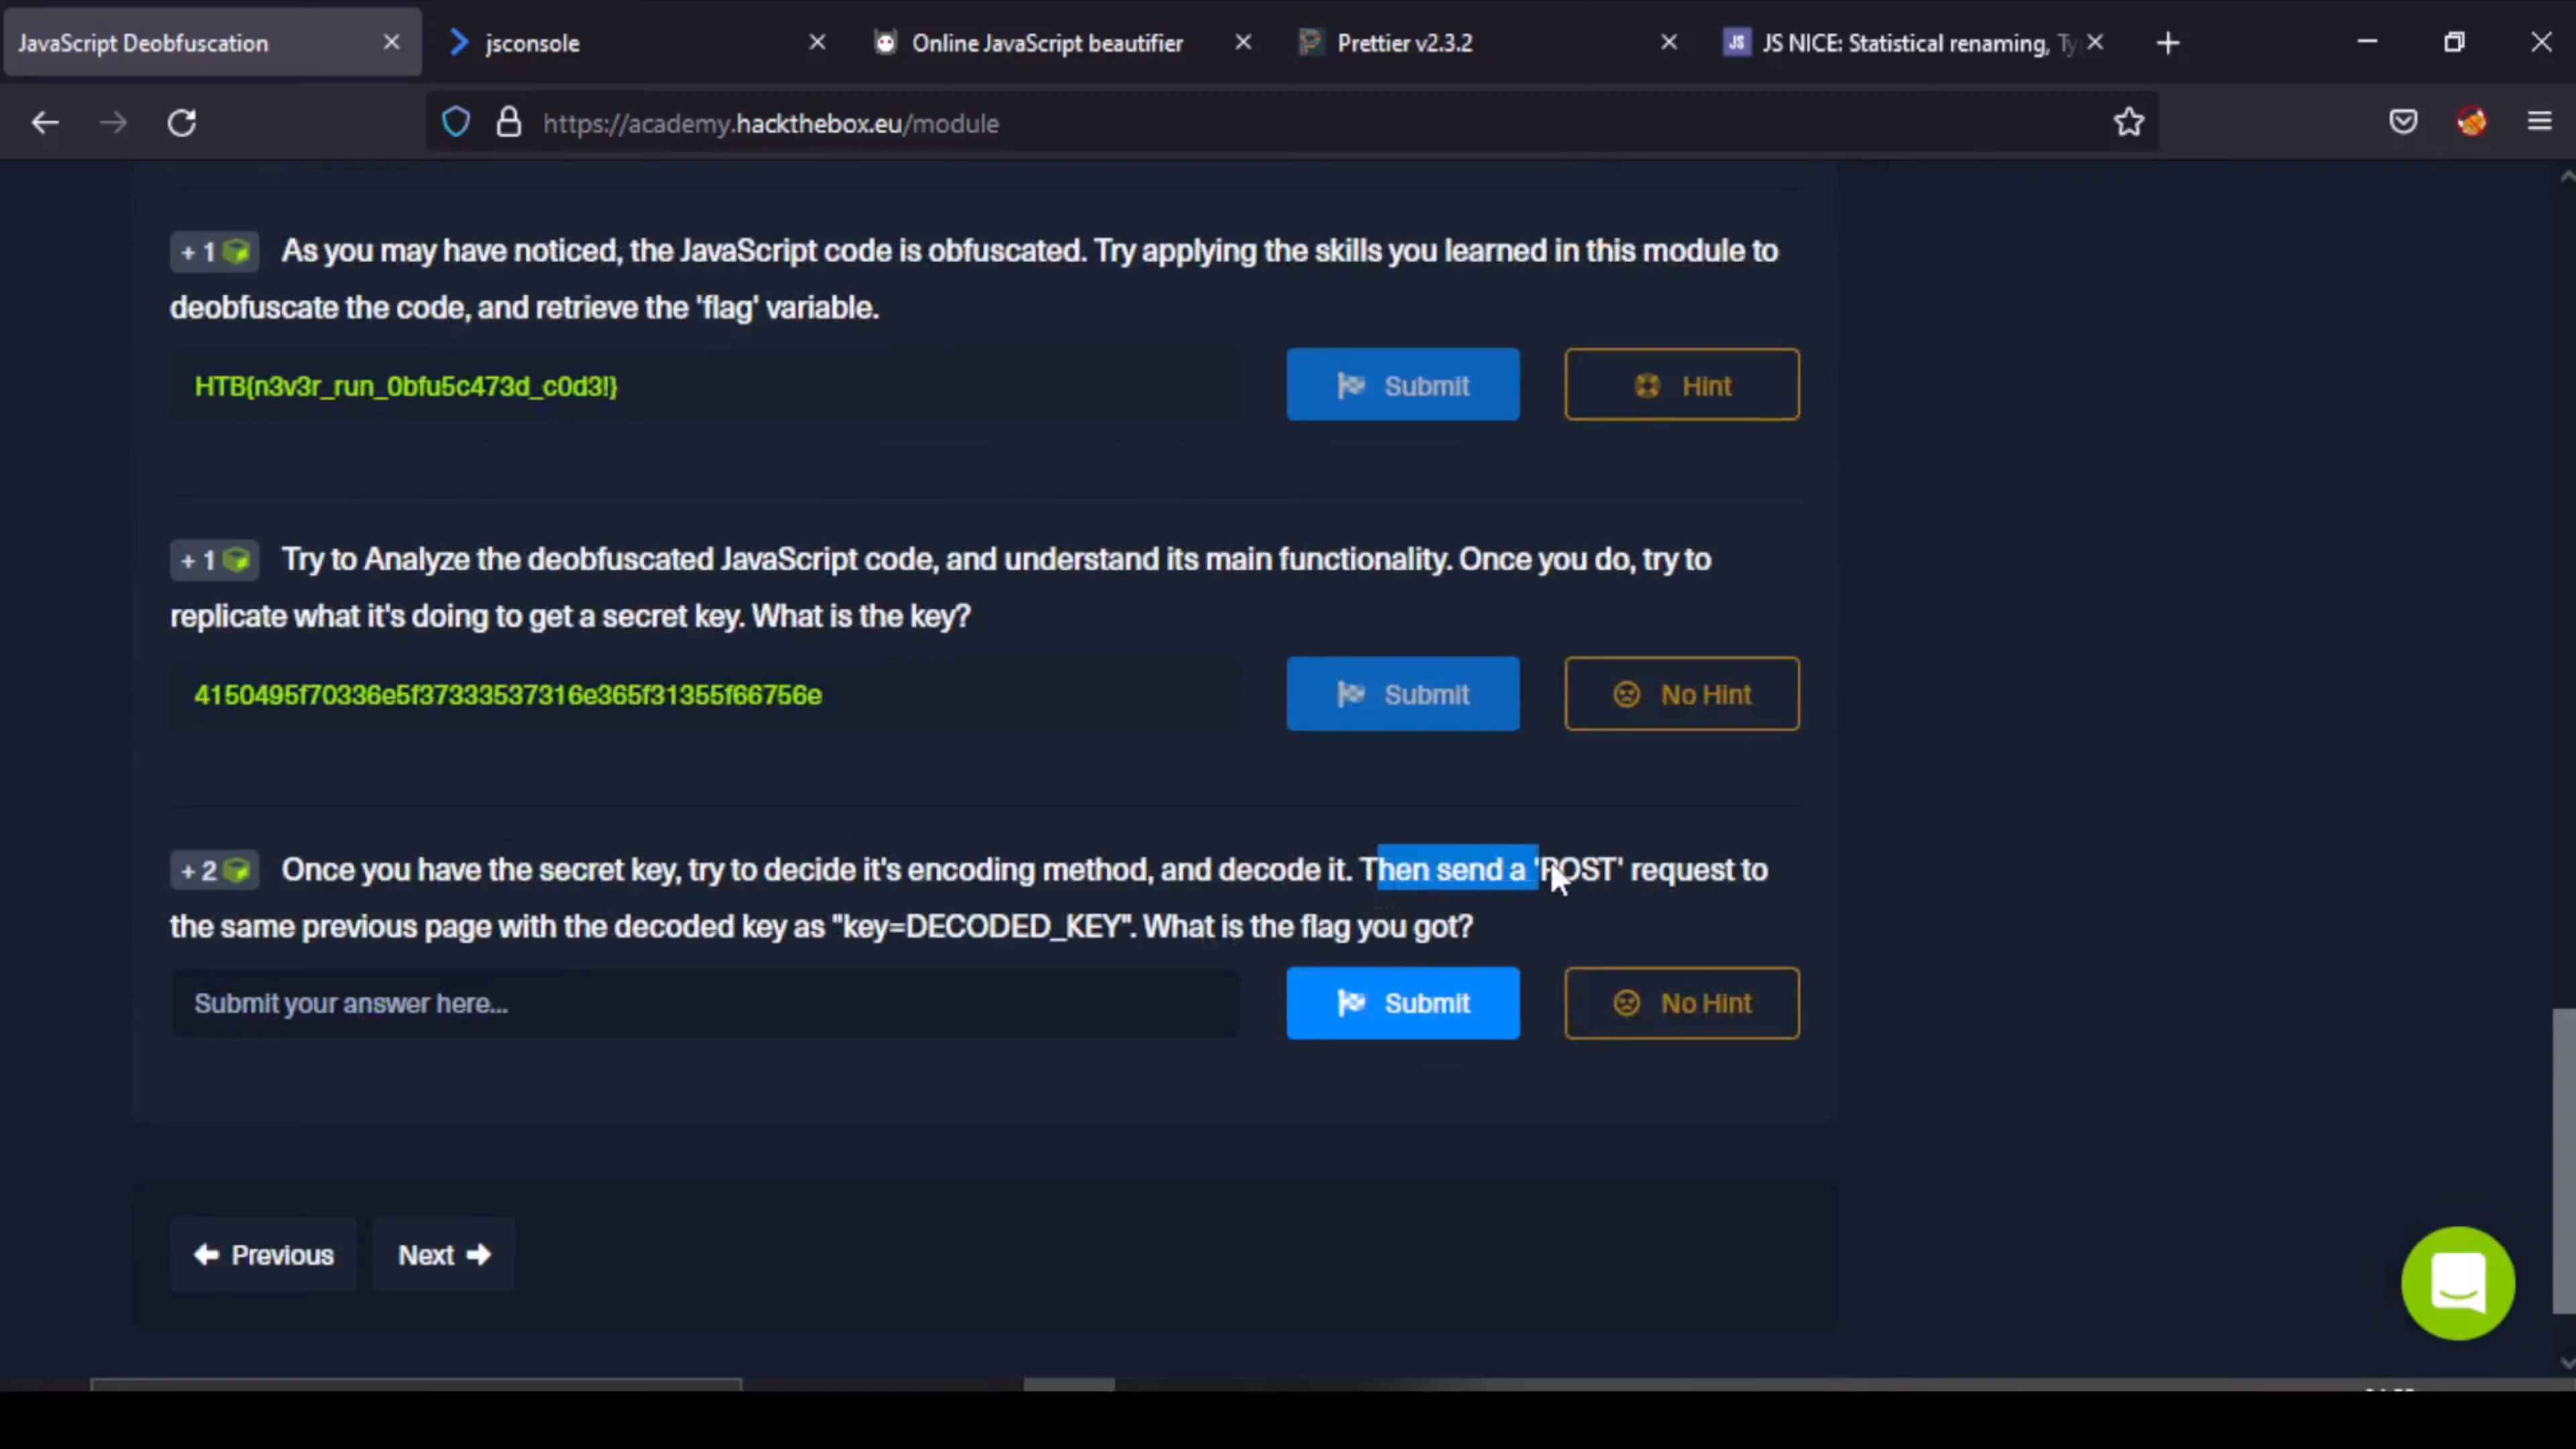 JavaScript Deobfuscation
jsconsole
Online JavaScript beautifier
Prettier v2.3.2
JS JS NICE: Statistical renaming, Ty
https://academy.hackthebox.eu/module
+ 1 As you may have noticed, the JavaScript code is obfuscated. Try applying the skills you learned in this module to
deobfuscate the code, and retrieve the 'flag' variable.
HTB{n3v3r_run_0bfu5c473d_c0d3!}
Submit
Hint
+ 1 Try to Analyze the deobfuscated JavaScript code, and understand its main functionality. Once you do, try to
replicate what it's doing to get a secret key. What is the key?
4150495f70336e5f37333537316e365f31355f66756e
Submit
No Hint
+ 2 Once you have the secret key, try to decide it's encoding method, and decode it. Then send a 'POST' request to
the same previous page with the decoded key as "key=DECODED_KEY". What is the flag you got?
Submit your answer here...
Submit
No Hint
Previous
Next